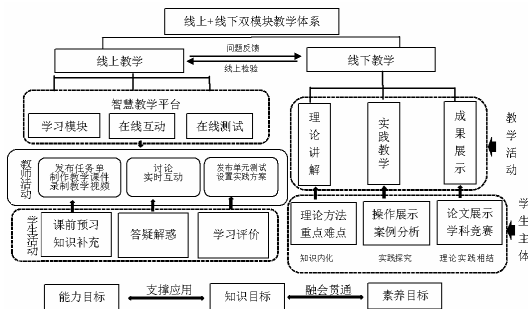 线上+线下双模块教学体系
线上教学
问题反馈
线上检验
线下教学
智慧教学平台
学习模块
在线互动
在线测试
教师活动
发布任务单
制作教学课件
录制教学视频
讨论
实时互动
发布单元测试
设置实践方案
学生活动
课前预习
知识补充
答疑解惑
学习评价
理论讲解
实践教学
成果展示
教学活动
理论方法
重点难点
操作展示
案例分析
论文展示
学科竞赛
知识内化
实践探究
理论实践相结
学生主体
能力目标
支撑应用
知识目标
融会贯通
素养目标